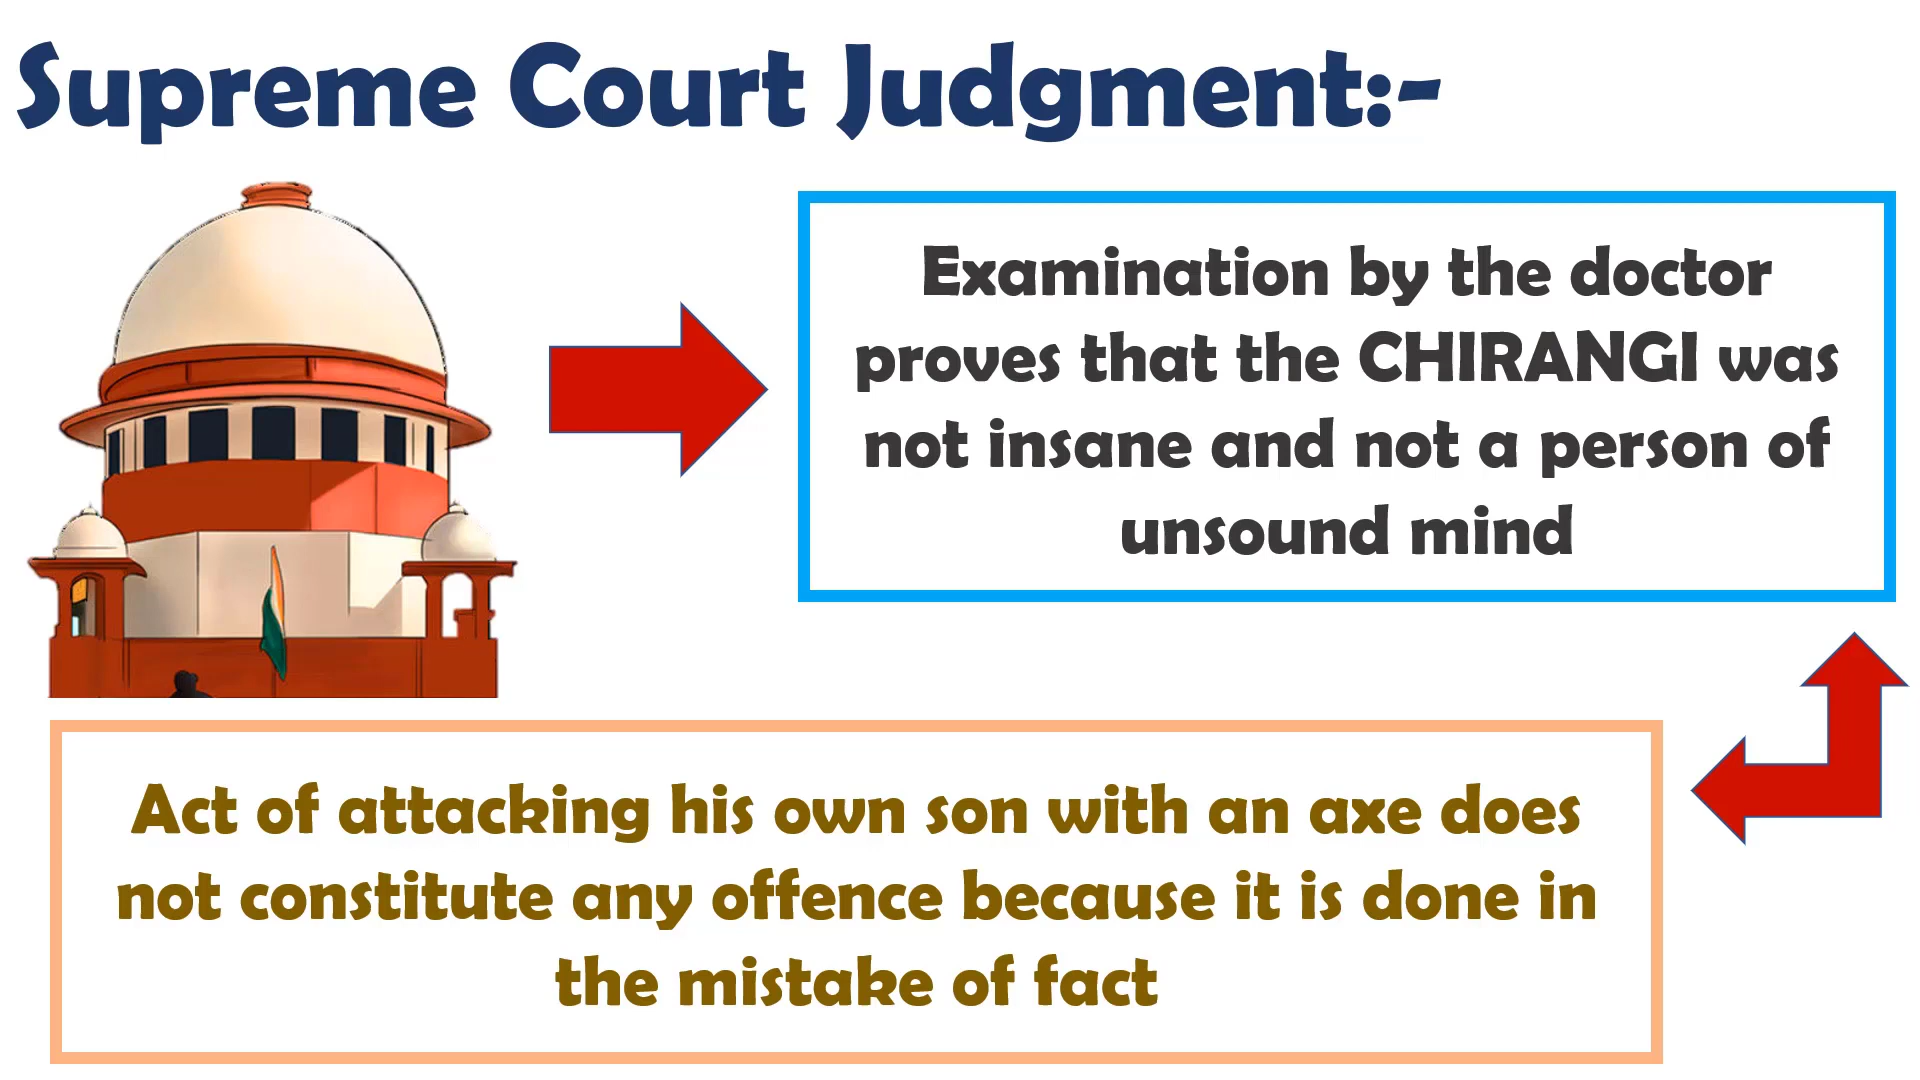 Supreme Court Judgment:-
Examination by the doctor
proves that the CHIRANGI was
not insane and not a person of
unsound mind
Act of attacking his own son with an axe does
not constitute any offence because it is done in
the mistake of fact